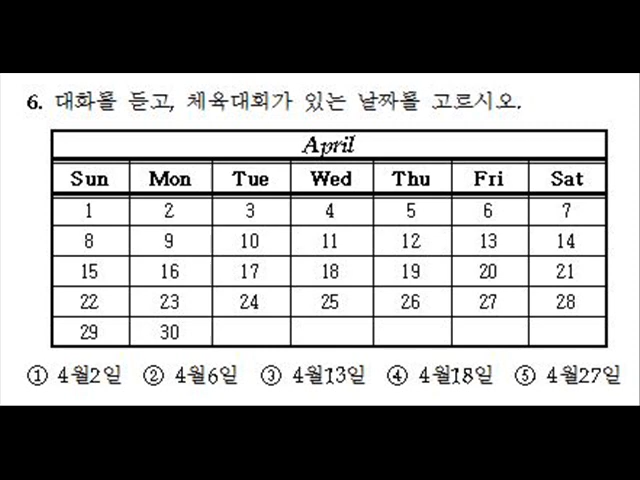 6. 대화를 듣고, 체육대회가 있는 날짜를 고르시오.
April
Sun Mon Tue Wed Thu Fri Sat
1 2 3 4 5 6 7
8 9 10 11 12 13 14
15 16 17 18 19 20 21
22 23 24 25 26 27 28
29 30
① 4월2일 ② 4월6일 ③ 4월13일 ④ 4월18일 ⑤ 4월27일